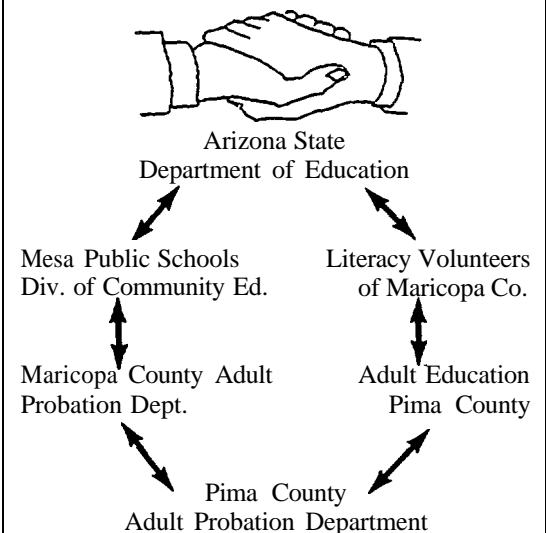 Arizona State
Department of Education
Mesa Public Schools
Div. of Community Ed.
Literacy Volunteers
of Maricopa Co.
Maricopa County Adult
Probation Dept.
Adult Education
Pima County
Pima County
Adult Probation Department